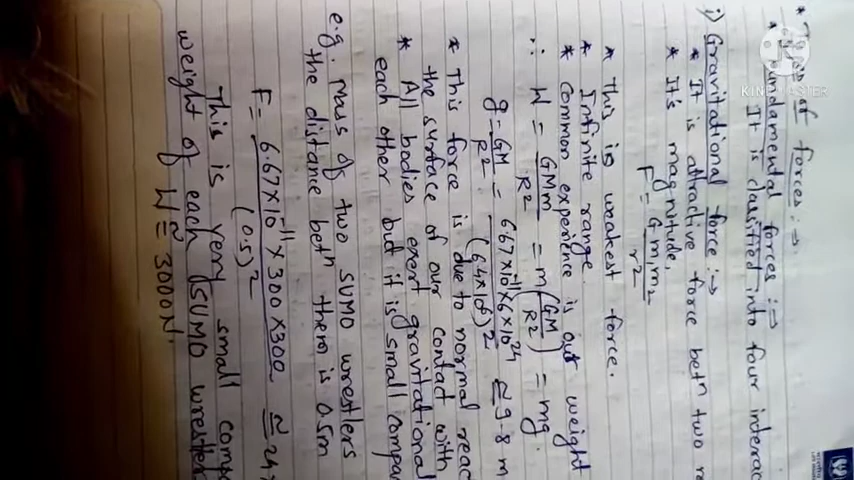 * Types of forces :→
* Fundamental forces :→
It is classified into four interac
i) Gravitational force :→
* It is attractive force betn two
* It's magnitude,
F = G m1 m2 / r²
* This is weakest force.
* Infinite range.
* Common experience is our weight
∴ W = GMm / R² = m (GM / R²) = mg.
g = GM / R² = 6.67×10⁻¹¹ × 6×10²⁴ / (6.4×10⁶)² ≅ 9.8 m
* This force is due to normal reac
the surface of our contact with
* All bodies exert gravitational
each other but it is small compar
e.g. Mass of two SUMO wrestlers
the distance betn them is 0.5m
F = 6.67×10⁻¹¹ × 300 × 300 / (0.5)² ≅ 24×
This is very small comp
weight of each SUMO wrestler
W ≅ 3000N.
KINEMASTER